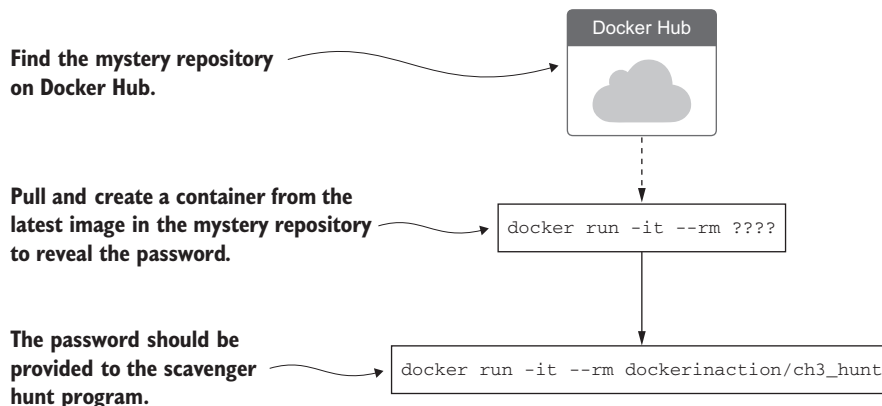 Docker Hub
Find the mystery repository
on Docker Hub.
Pull and create a container from the
latest image in the mystery repository
to reveal the password.
docker run -it --rm ????
The password should be
provided to the scavenger
hunt program.
docker run -it --rm dockerinaction/ch3_hunt